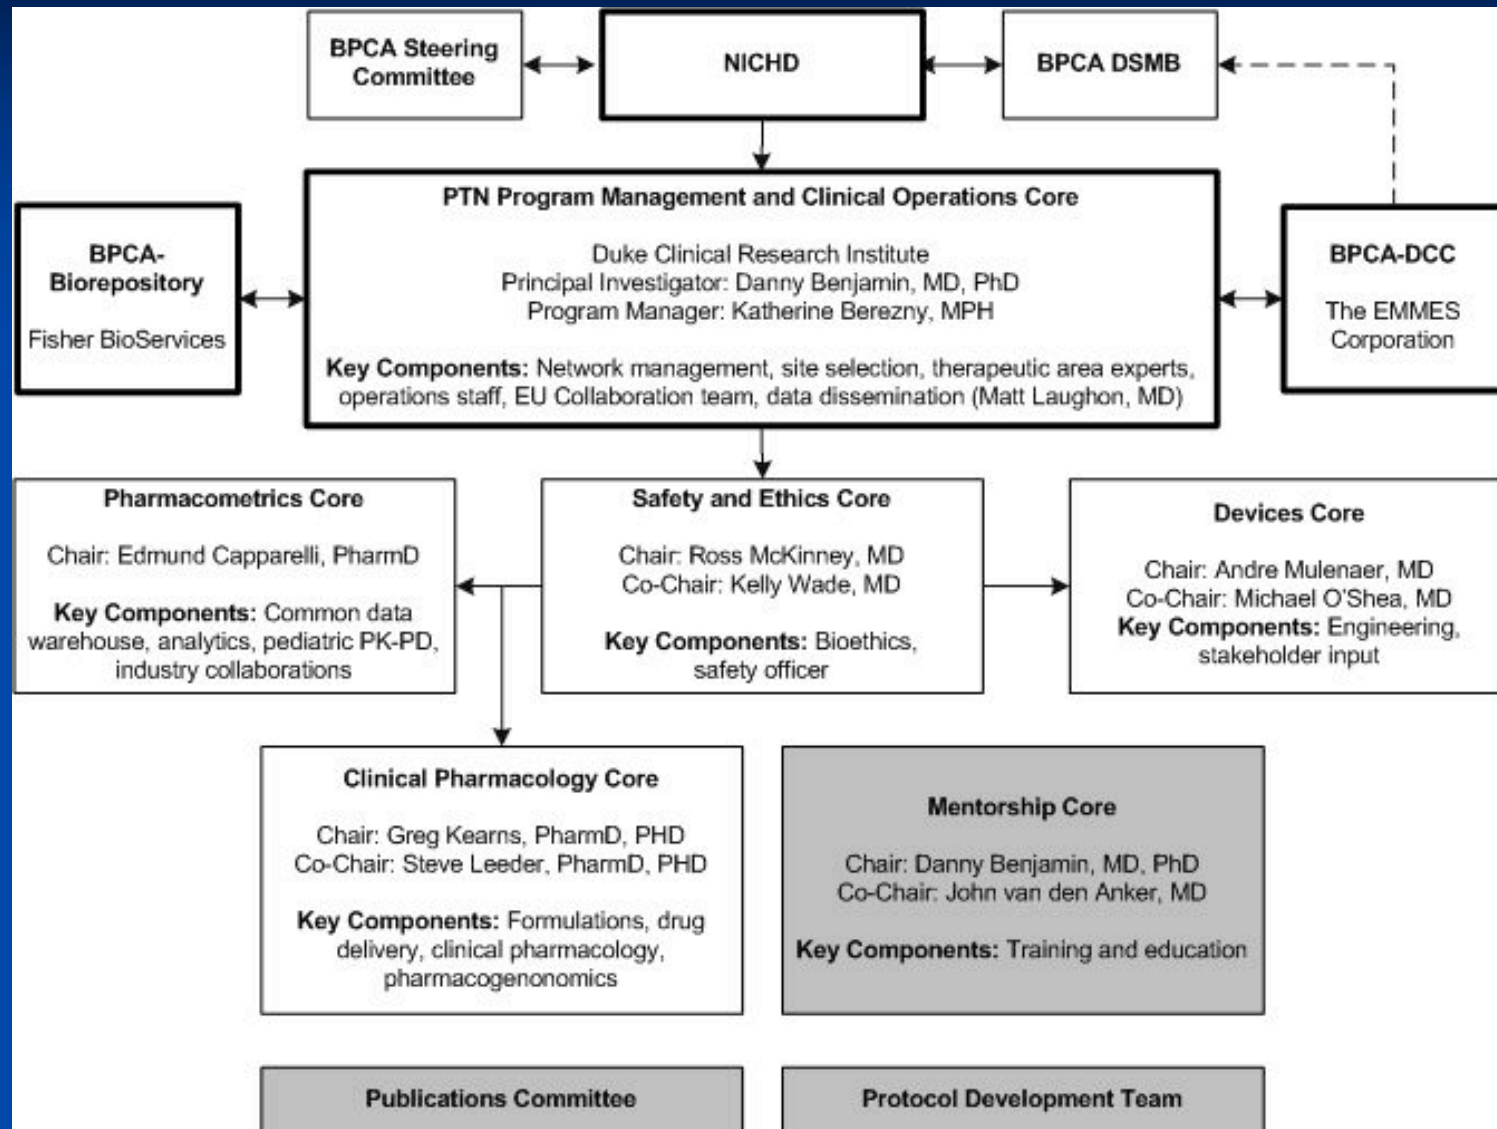 BPCA Steering
Committee
NICHD
BPCA DSMB
PTN Program Management and Clinical Operations Core
Duke Clinical Research Institute
Principal Investigator: Danny Benjamin, MD, PhD
Program Manager: Katherine Berezny, MPH
Key Components: Network management, site selection, therapeutic area experts,
operations staff, EU Collaboration team, data dissemination (Matt Laughon, MD)
BPCA-
Biorepository
Fisher BioServices
BPCA-DCC
The EMMES
Corporation
Pharmacometrics Core
Chair: Edmund Capparelli, PharmD
Key Components: Common data
warehouse, analytics, pediatric PK-PD,
industry collaborations
Safety and Ethics Core
Chair: Ross McKinney, MD
Co-Chair: Kelly Wade, MD
Key Components: Bioethics,
safety officer
Devices Core
Chair: Andre Mulenaer, MD
Co-Chair: Michael O'Shea, MD
Key Components: Engineering,
stakeholder input
Clinical Pharmacology Core
Chair: Greg Kearns, PharmD, PHD
Co-Chair: Steve Leeder, PharmD, PHD
Key Components: Formulations, drug
delivery, clinical pharmacology,
pharmacogenonomics
Mentorship Core
Chair: Danny Benjamin, MD, PhD
Co-Chair: John van den Anker, MD
Key Components: Training and education
Publications Committee
Protocol Development Team